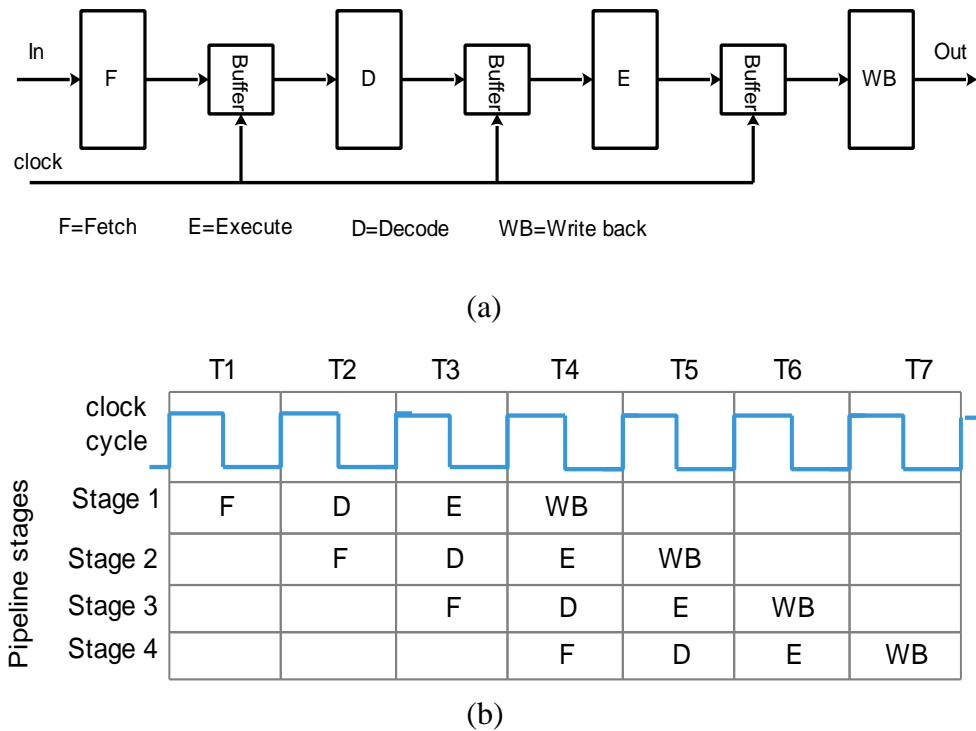 In
F
Buffer
D
Buffer
E
Buffer
WB
Out
clock
F=Fetch E=Execute D=Decode WB=Write back
(a)
T1 T2 T3 T4 T5 T6 T7
clock
cycle
Pipeline stages
Stage 1 F D E WB
Stage 2 F D E WB
Stage 3 F D E WB
Stage 4 F D E WB
(b)